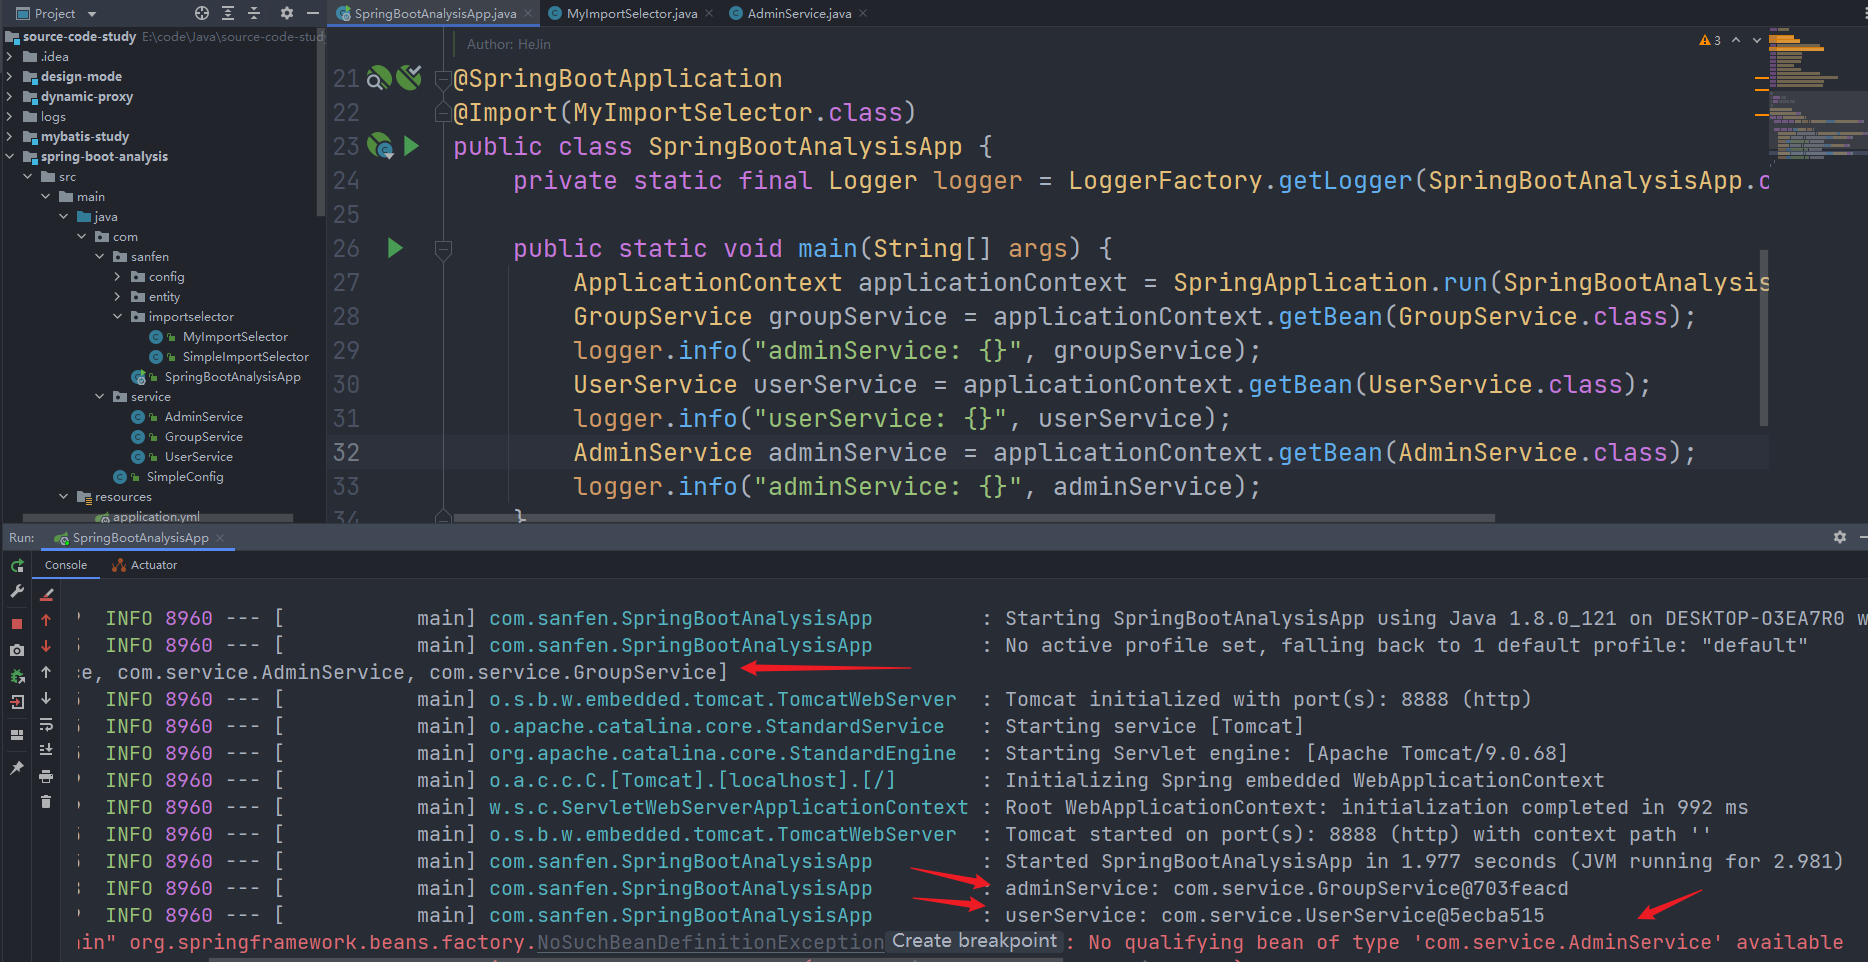 Project
SpringBootAnalysisApp.java
MyImportSelector.java
AdminService.java
source-code-study E:\code\Java\source-code-stud
.idea
design-mode
dynamic-proxy
logs
mybatis-study
spring-boot-analysis
src
main
java
com
sanfen
config
entity
importselector
MyImportSelector
SimpleImportSelector
SpringBootAnalysisApp
service
AdminService
GroupService
UserService
SimpleConfig
resources
application.yml
Author: HeJin
3
21 @SpringBootApplication
22 @Import(MyImportSelector.class)
23 public class SpringBootAnalysisApp {
24 private static final Logger logger = LoggerFactory.getLogger(SpringBootAnalysisApp.c
25
26 public static void main(String[] args) {
27 ApplicationContext applicationContext = SpringApplication.run(SpringBootAnalysis
28 GroupService groupService = applicationContext.getBean(GroupService.class);
29 logger.info("adminService: {}", groupService);
30 UserService userService = applicationContext.getBean(UserService.class);
31 logger.info("userService: {}", userService);
32 AdminService adminService = applicationContext.getBean(AdminService.class);
33 logger.info("adminService: {}", adminService);
34 }
Run: SpringBootAnalysisApp
Console Actuator
INFO 8960 --- [ main] com.sanfen.SpringBootAnalysisApp : Starting SpringBootAnalysisApp using Java 1.8.0_121 on DESKTOP-O3EA7R0 w
INFO 8960 --- [ main] com.sanfen.SpringBootAnalysisApp : No active profile set, falling back to 1 default profile: "default"
ce, com.service.AdminService, com.service.GroupService]
INFO 8960 --- [ main] o.s.b.w.embedded.tomcat.TomcatWebServer : Tomcat initialized with port(s): 8888 (http)
INFO 8960 --- [ main] o.apache.catalina.core.StandardService : Starting service [Tomcat]
INFO 8960 --- [ main] org.apache.catalina.core.StandardEngine : Starting Servlet engine: [Apache Tomcat/9.0.68]
INFO 8960 --- [ main] o.a.c.c.C.[Tomcat].[localhost].[/] : Initializing Spring embedded WebApplicationContext
INFO 8960 --- [ main] w.s.c.ServletWebServerApplicationContext : Root WebApplicationContext: initialization completed in 992 ms
INFO 8960 --- [ main] o.s.b.w.embedded.tomcat.TomcatWebServer : Tomcat started on port(s): 8888 (http) with context path ''
INFO 8960 --- [ main] com.sanfen.SpringBootAnalysisApp : Started SpringBootAnalysisApp in 1.977 seconds (JVM running for 2.981)
INFO 8960 --- [ main] com.sanfen.SpringBootAnalysisApp : adminService: com.service.GroupService@703feacd
INFO 8960 --- [ main] com.sanfen.SpringBootAnalysisApp : userService: com.service.UserService@5ecba515
ain" org.springframework.beans.factory.NoSuchBeanDefinitionException Create breakpoint : No qualifying bean of type 'com.service.AdminService' available